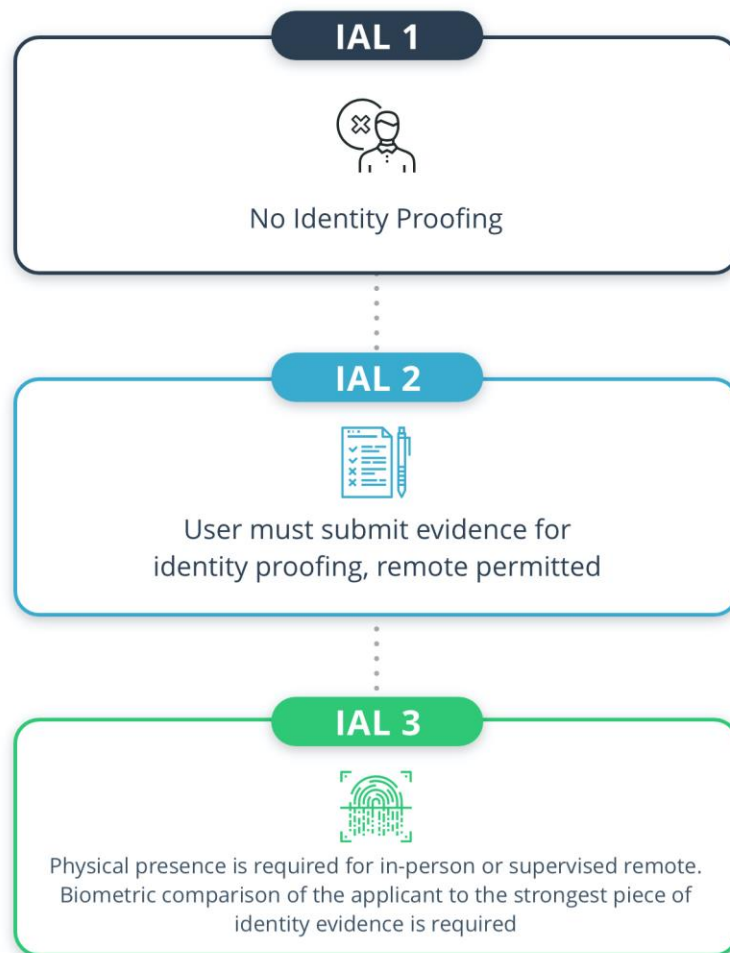 IAL 1
No Identity Proofing
IAL 2
User must submit evidence for
identity proofing, remote permitted
IAL 3
Physical presence is required for in-person or supervised remote.
Biometric comparison of the applicant to the strongest piece of
identity evidence is required